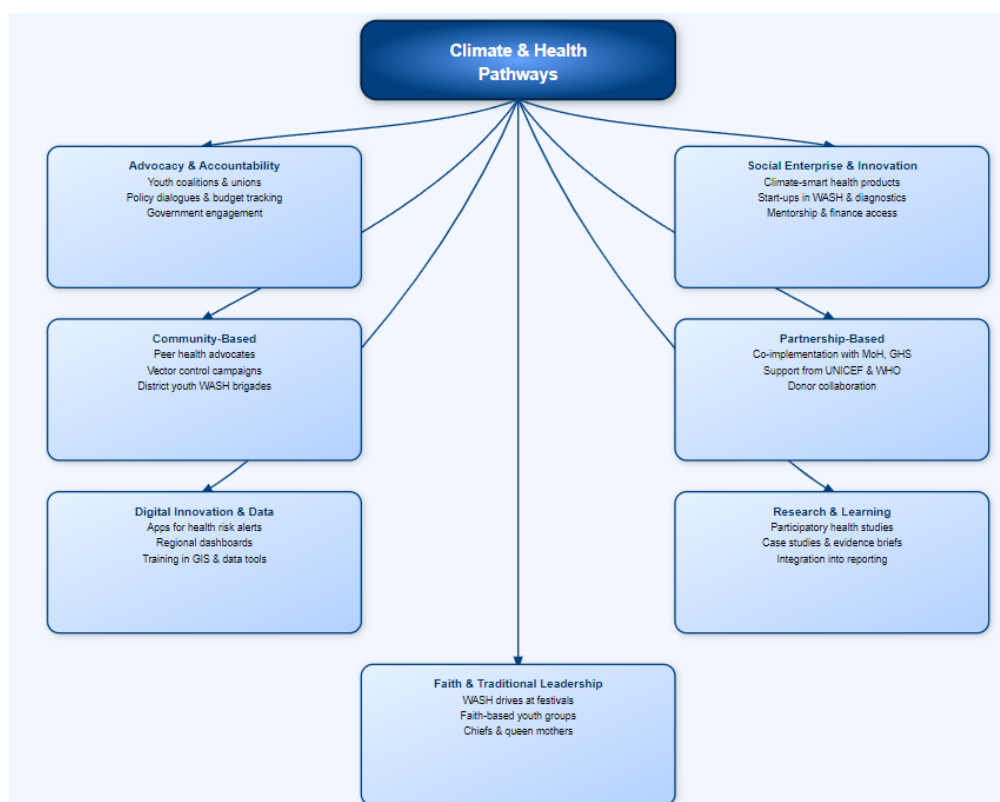 Climate & Health
Pathways
Advocacy & Accountability
Youth coalitions & unions
Policy dialogues & budget tracking
Government engagement
Social Enterprise & Innovation
Climate-smart health products
Start-ups in WASH & diagnostics
Mentorship & finance access
Community-Based
Peer health advocates
Vector control campaigns
District youth WASH brigades
Partnership-Based
Co-implementation with MoH, GHS
Support from UNICEF & WHO
Donor collaboration
Digital Innovation & Data
Apps for health risk alerts
Regional dashboards
Training in GIS & data tools
Research & Learning
Participatory health studies
Case studies & evidence briefs
Integration into reporting
Faith & Traditional Leadership
WASH drives at festivals
Faith-based youth groups
Chiefs & queen mothers